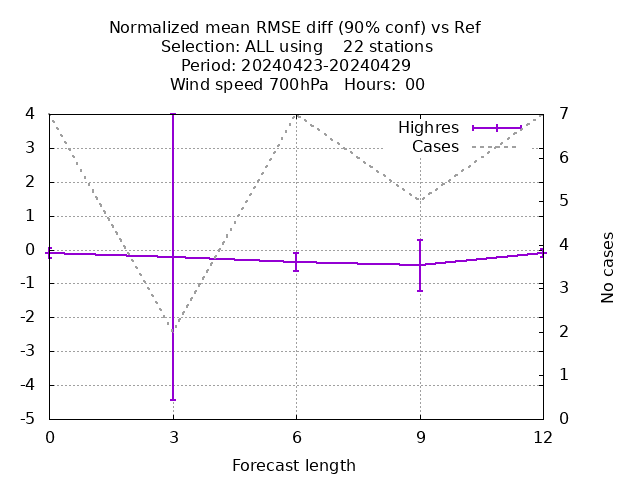 Normalized mean RMSE diff (90% conf) vs Ref
Selection: ALL using    22 stations
Period: 20240423-20240429
Wind speed 700hPa   Hours:  00
Highres
Cases
4
3
2
1
0
-1
-2
-3
-4
-5
7
6
5
4
3
2
1
0
No cases
0 3 6 9 12
Forecast length